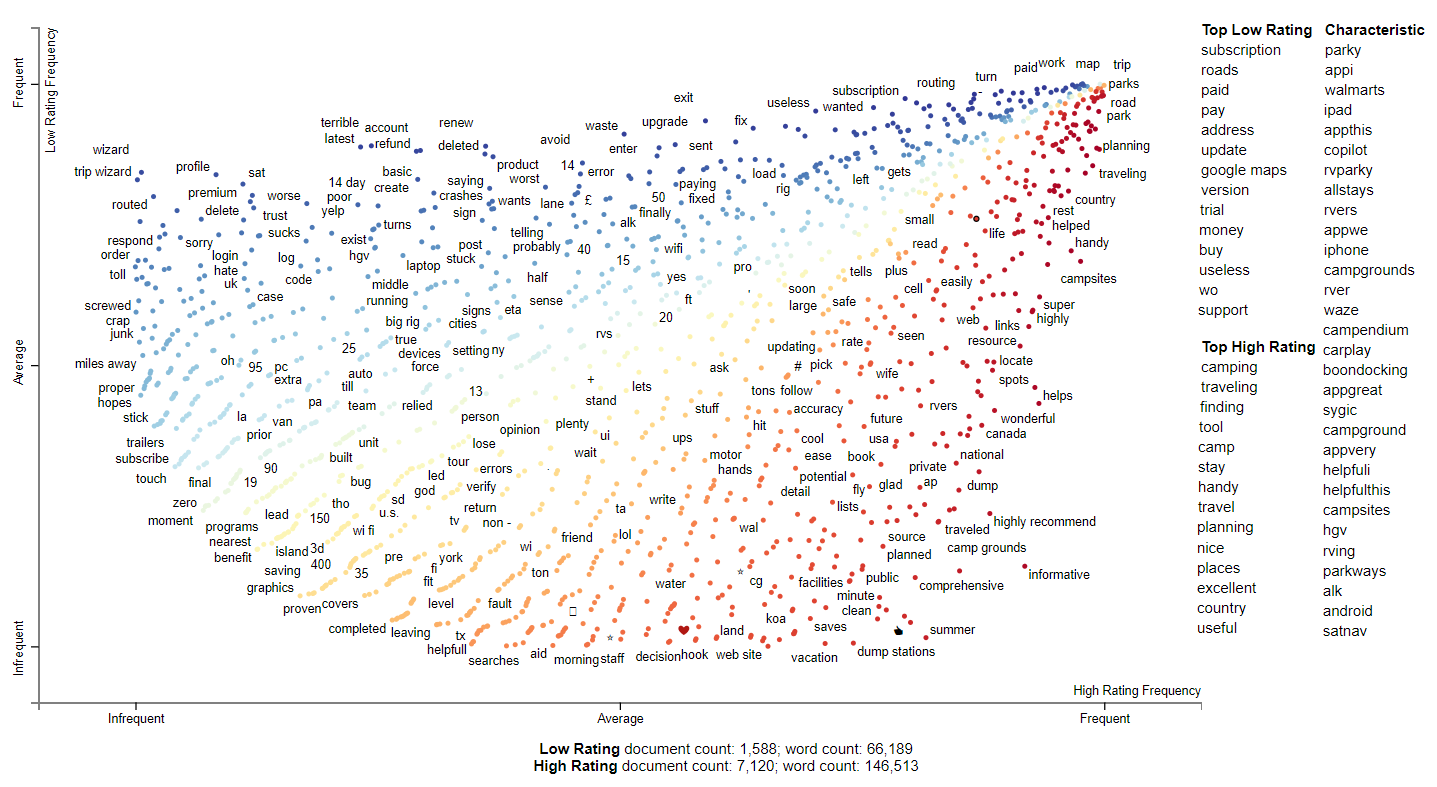 Low Rating Frequency
Frequent
Average
Infrequent
trip
map
work
paid
parks
turn
routing
subscription
road
exit
useless
wanted
park
terrible
account
renew
waste
upgrade
fix
latest
refund
deleted
avoid
enter
sent
planning
wizard
trip wizard
profile
sat
basic
product
14
error
load
gets
traveling
premium
worse
14 day
create
saying
worst
paying
rig
left
country
routed
delete
trust
poor
crashes
wants
lane
£
50
fixed
rest
yelp
sign
finally
small
helped
respond
sorry
sucks
turns
telling
alk
life
order
login
log
exist
post
probably
40
wifi
read
handy
toll
hate
hgv
laptop
stuck
15
pro
tells
plus
campsites
uk
code
middle
half
yes
soon
cell
easily
screwed
case
running
signs
eta
sense
ft
large
safe
super
crap
big rig
cities
20
web
links
highly
junk
true
rvs
seen
resource
miles away
oh
95
pc
25
devices
setting
ny
updating
rate
locate
proper
extra
auto
force
ask
#
pick
wife
spots
hopes
till
13
+
lets
tons
follow
helps
stick
la
van
pa
team
relied
person
stand
stuff
accuracy
rvers
wonderful
trailers
prior
unit
lose
opinion
plenty
ui
ups
hit
cool
future
usa
canada
subscribe
90
built
tour
wait
motor
ease
book
national
touch
final
19
bug
led
errors
hands
potential
private
zero
god
verify
detail
fly
glad
ap
dump
moment
lead
tho
sd
return
write
lists
programs
150
u.s.
tv
non -
ta
wal
traveled
highly recommend
nearest
wi fi
friend
lol
source
benefit
island
3d
pre
york
wi
planned
camp grounds
saving
400
35
fi
ton
water
☆
cg
facilities
public
informative
graphics
fit
minute
comprehensive
proven
covers
level
fault
koa
clean
completed
leaving
tx
☆
♥
land
saves
summer
helpfull
searches
aid
morning
staff
decision
hook
web site
vacation
dump stations
High Rating Frequency
Infrequent
Average
Frequent
Low Rating document count: 1,588; word count: 66,189
High Rating document count: 7,120; word count: 146,513
Top Low Rating
subscription
roads
paid
pay
address
update
google maps
version
trial
money
buy
useless
wo
support
Top High Rating
camping
traveling
finding
tool
camp
stay
handy
travel
planning
nice
places
excellent
country
useful
Characteristic
parky
appi
walmarts
ipad
appthis
copilot
rvparky
allstays
rvers
appwe
iphone
campgrounds
rver
waze
campendium
carplay
boondocking
appgreat
sygic
campground
appvery
helpfuli
helpfulthis
campsites
hgv
rving
parkways
alk
android
satnav